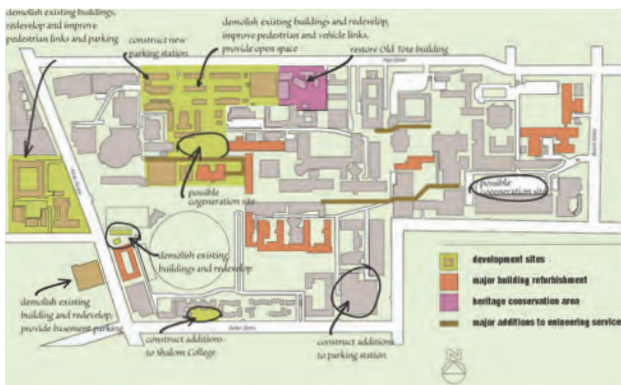 demolish existing buildings,
redevelop and improve
pedestrian links and parking
construct new
parking station
demolish existing buildings and redevelop,
improve pedestrian and vehicle links,
provide open space
restore Old Tote building
possible
cogeneration site
possible
cogeneration site
demolish existing
buildings and redevelop
demolish existing
building and redevelop,
provide basement parking
construct additions
to Shalom College
construct additions
to parking station
development sites
major building refurbishment
heritage conservation area
major additions to
N